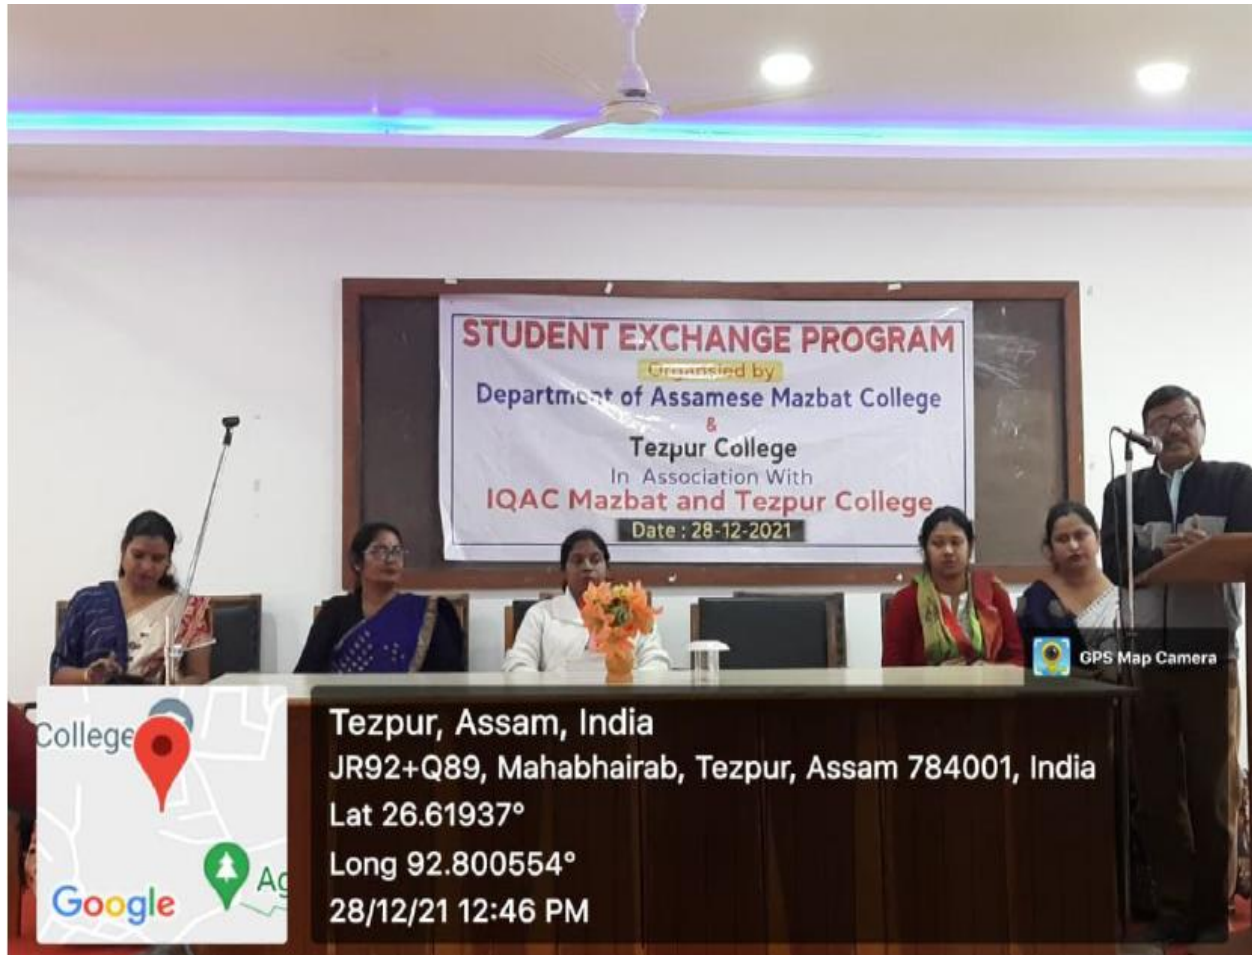 STUDENT EXCHANGE PROGRAM
Organsied by
Department of Assamese Mazbat College
&
Tezpur College
In Association With
IQAC Mazbat and Tezpur College
Date : 28-12-2021
GPS Map Camera
College
Ag
Google
Tezpur, Assam, India
JR92+Q89, Mahabhairab, Tezpur, Assam 784001, India
Lat 26.61937°
Long 92.800554°
28/12/21 12:46 PM